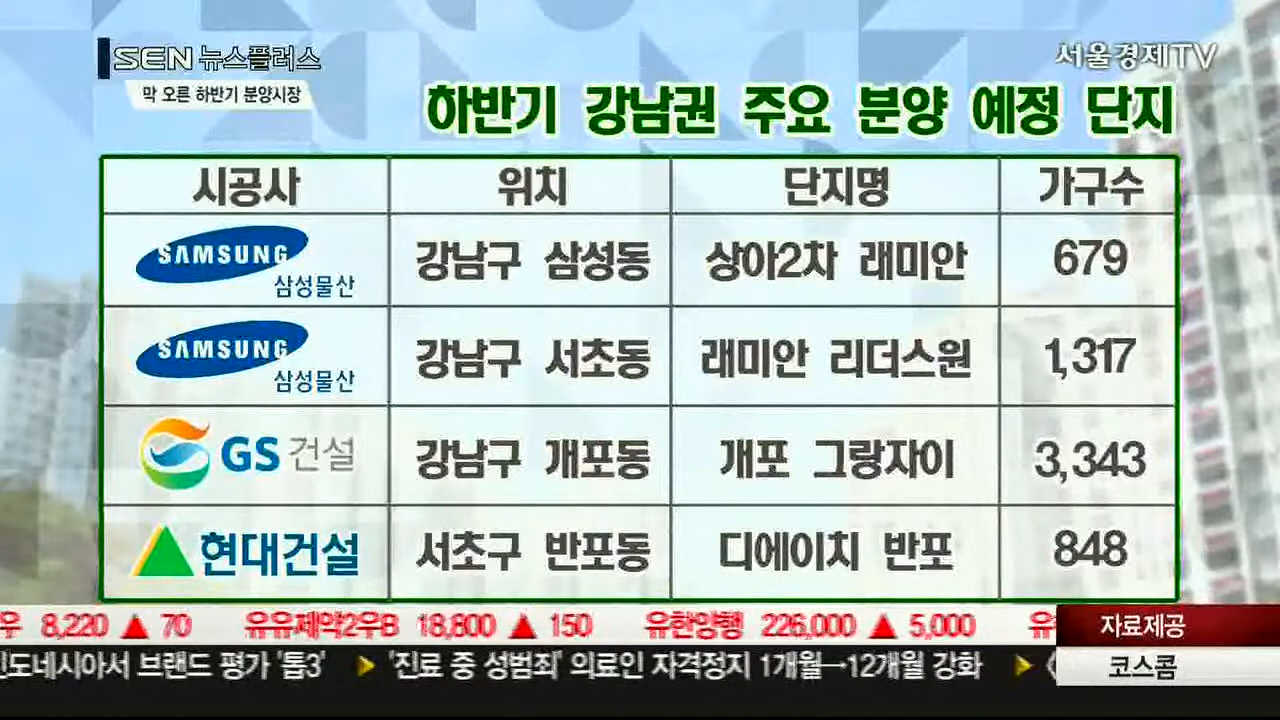 SEN 뉴스플러스
서울경제TV
막 오른 하반기 분양시장
하반기 강남권 주요 분양 예정 단지
시공사 위치 단지명 가구수
SAMSUNG 삼성물산 강남구 삼성동 상아2차 래미안 679
SAMSUNG 삼성물산 강남구 서초동 래미안 리더스원 1,317
GS건설 강남구 개포동 개포 그랑자이 3,343
현대건설 서초구 반포동 디에이치 반포 848
우 8,220 ▲ 70 유유제약2우B 18,800 ▲ 150 유한양행 226,000 ▲ 5,000 유 자료제공
도네시아서 브랜드 평가 '톱3' ▶ '진료 중 성범죄' 의료인 자격정지 1개월→12개월 강화 ▶ 코스콤